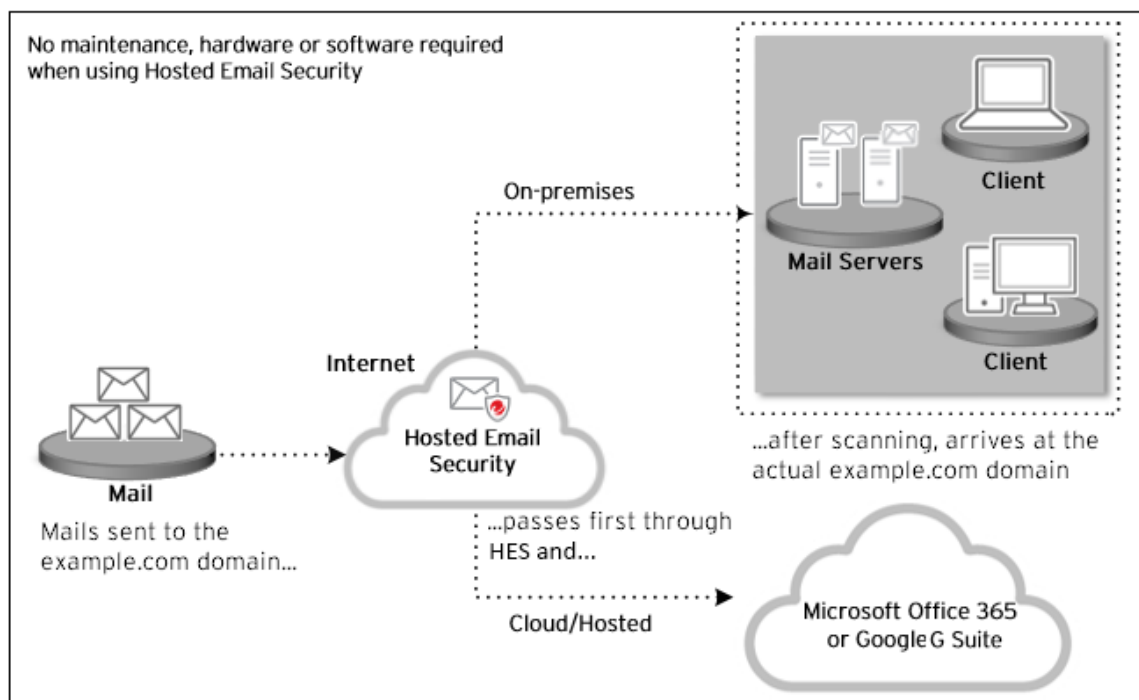 No maintenance, hardware or software required
when using Hosted Email Security
On-premises
Client
Mail Servers
Client
Internet
Hosted Email
Security
...after scanning, arrives at the
actual example.com domain
Mail
Mails sent to the
example.com domain...
...passes first through
HES and...
Cloud/Hosted
Microsoft Office 365
or Google G Suite